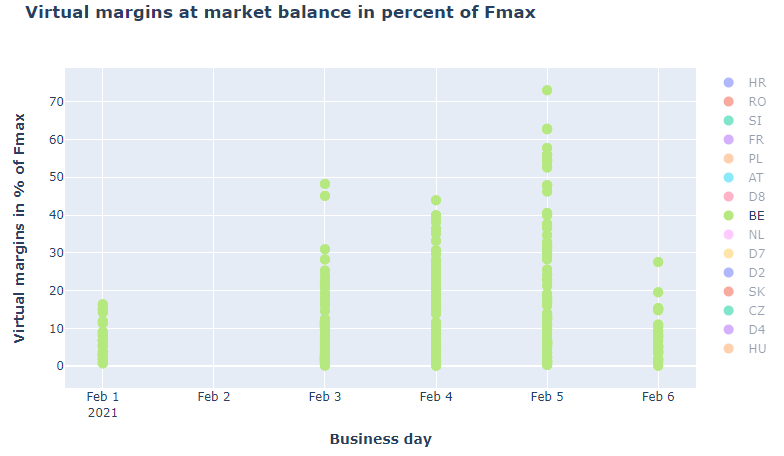 Virtual margins at market balance in percent of Fmax
Virtual margins in % of Fmax
70
60
50
40
30
20
10
0
Feb 1
2021
Feb 2
Feb 3
Feb 4
Feb 5
Feb 6
Business day
HR
RO
SI
FR
PL
AT
D8
BE
NL
D7
D2
SK
CZ
D4
HU